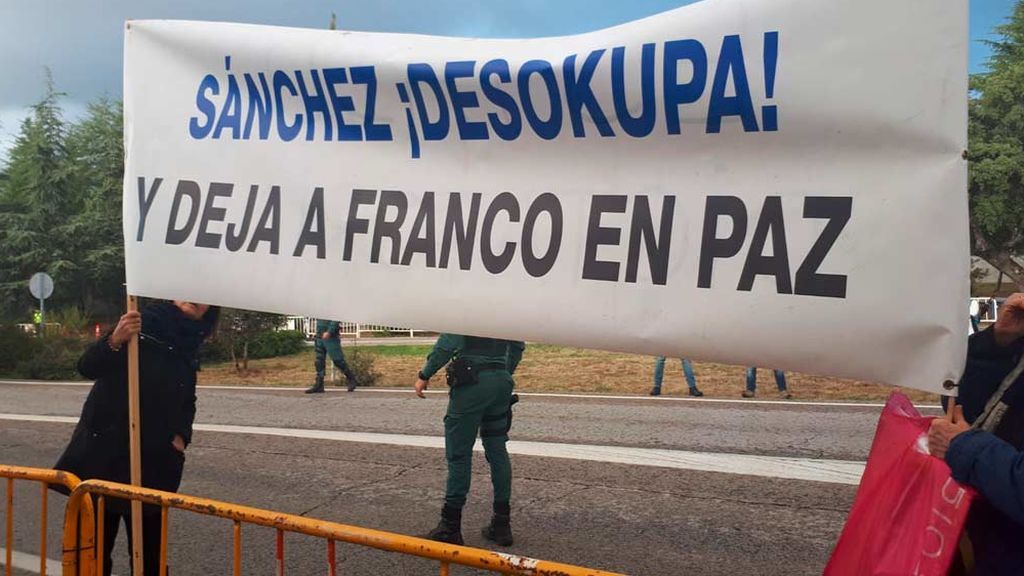 SÁNCHEZ ¡DESOKUPA!
Y DEJA A FRANCO EN PAZ